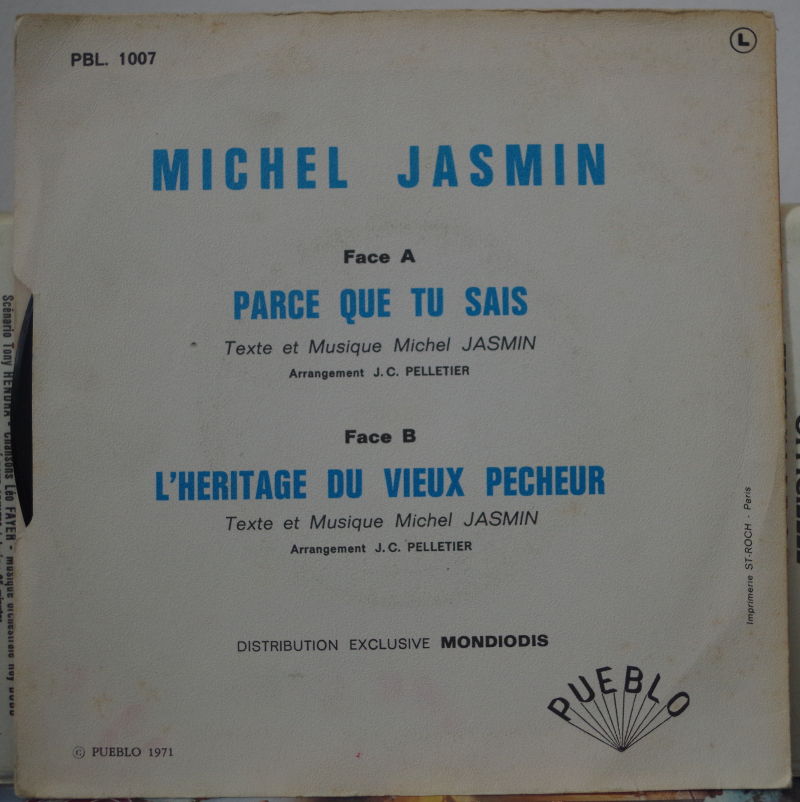 PBL. 1007
L
MICHEL JASMIN
Face A
PARCE QUE TU SAIS
Texte et Musique Michel JASMIN
Arrangement J. C. PELLETIER
Face B
L'HERITAGE DU VIEUX PECHEUR
Texte et Musique Michel JASMIN
Arrangement J. C. PELLETIER
DISTRIBUTION EXCLUSIVE MONDIODIS
PUEBLO
© PUEBLO 1971
Imprimerie ST-ROCH - Paris
Scénario Tony HENDRA - Chansons Léo FAYER -